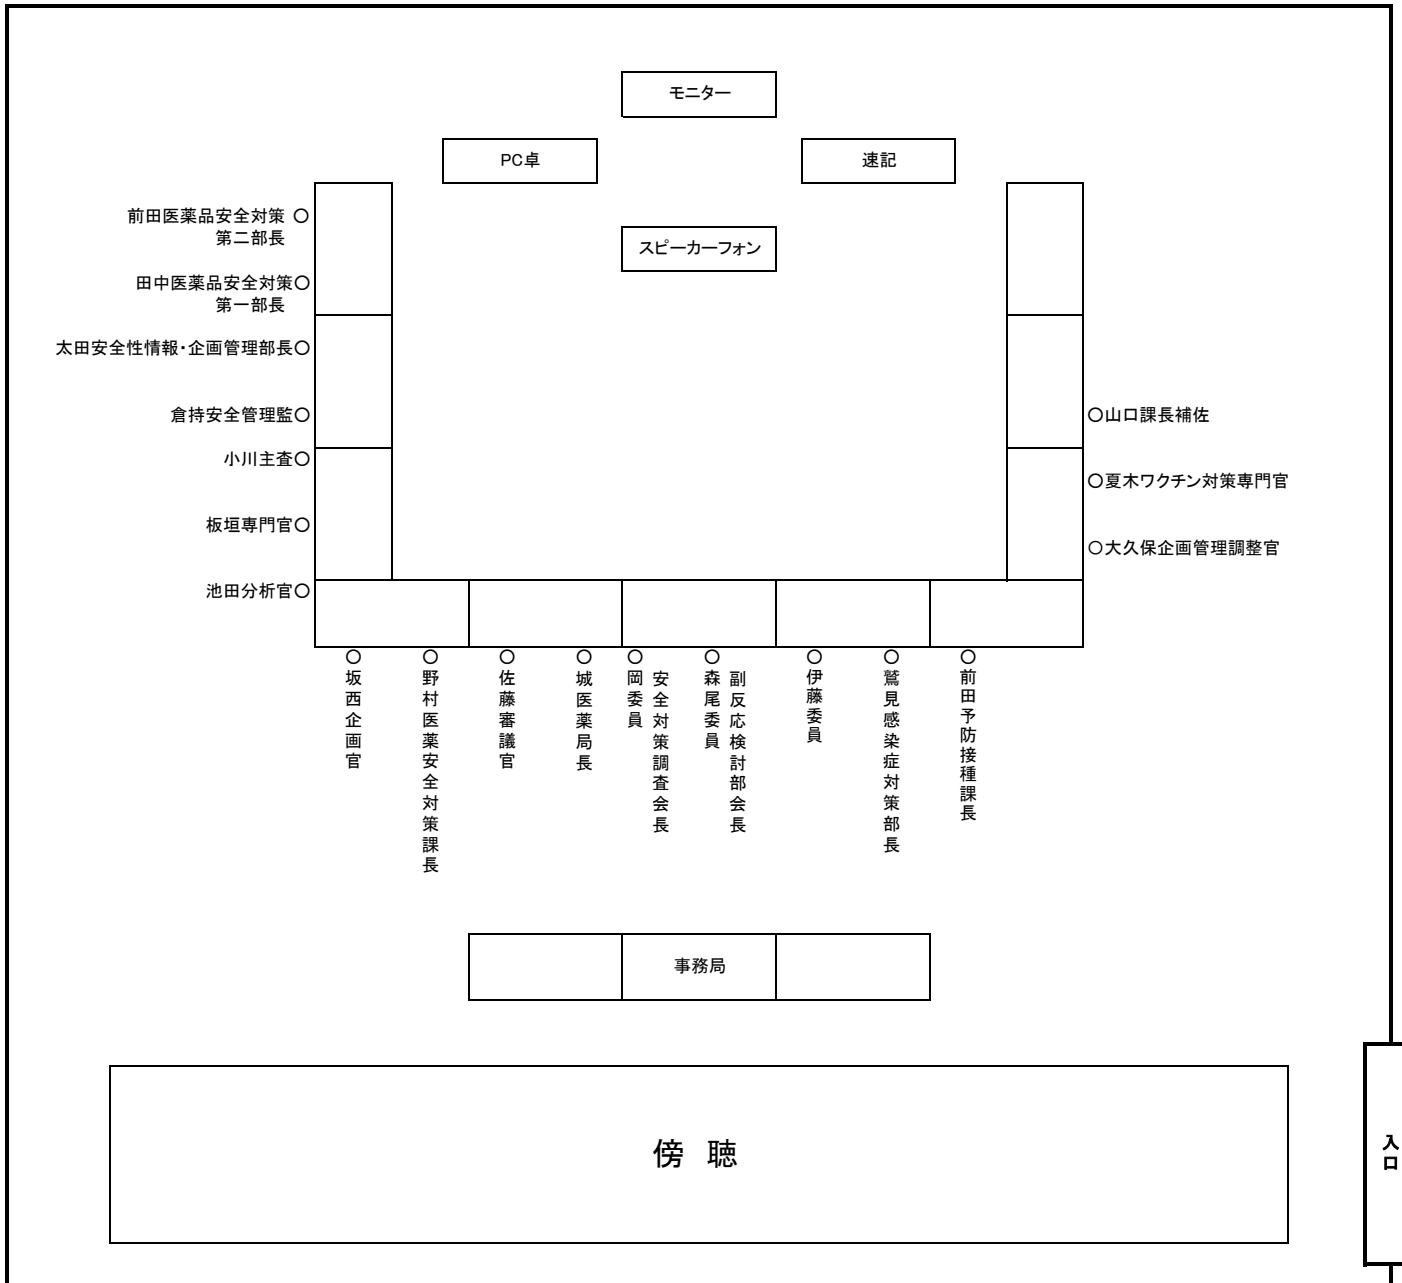 モニター
PC卓
速記
前田医薬品安全対策 ○
第二部長
スピーカーフォン
田中医薬品安全対策○
第一部長
太田安全性情報・企画管理部長○
倉持安全管理監○
○山口課長補佐
小川主査○
○夏木ワクチン対策専門官
板垣専門官○
○大久保企画管理調整官
池田分析官○
○坂西企画官
○野村医薬安全対策課長
○佐藤審議官
○城医薬局長
○岡委員
安全対策調査会長
○森尾委員
副反応検討部会長
○伊藤委員
○鷲見感染症対策部長
○前田予防接種課長
事務局
傍 聴
入口